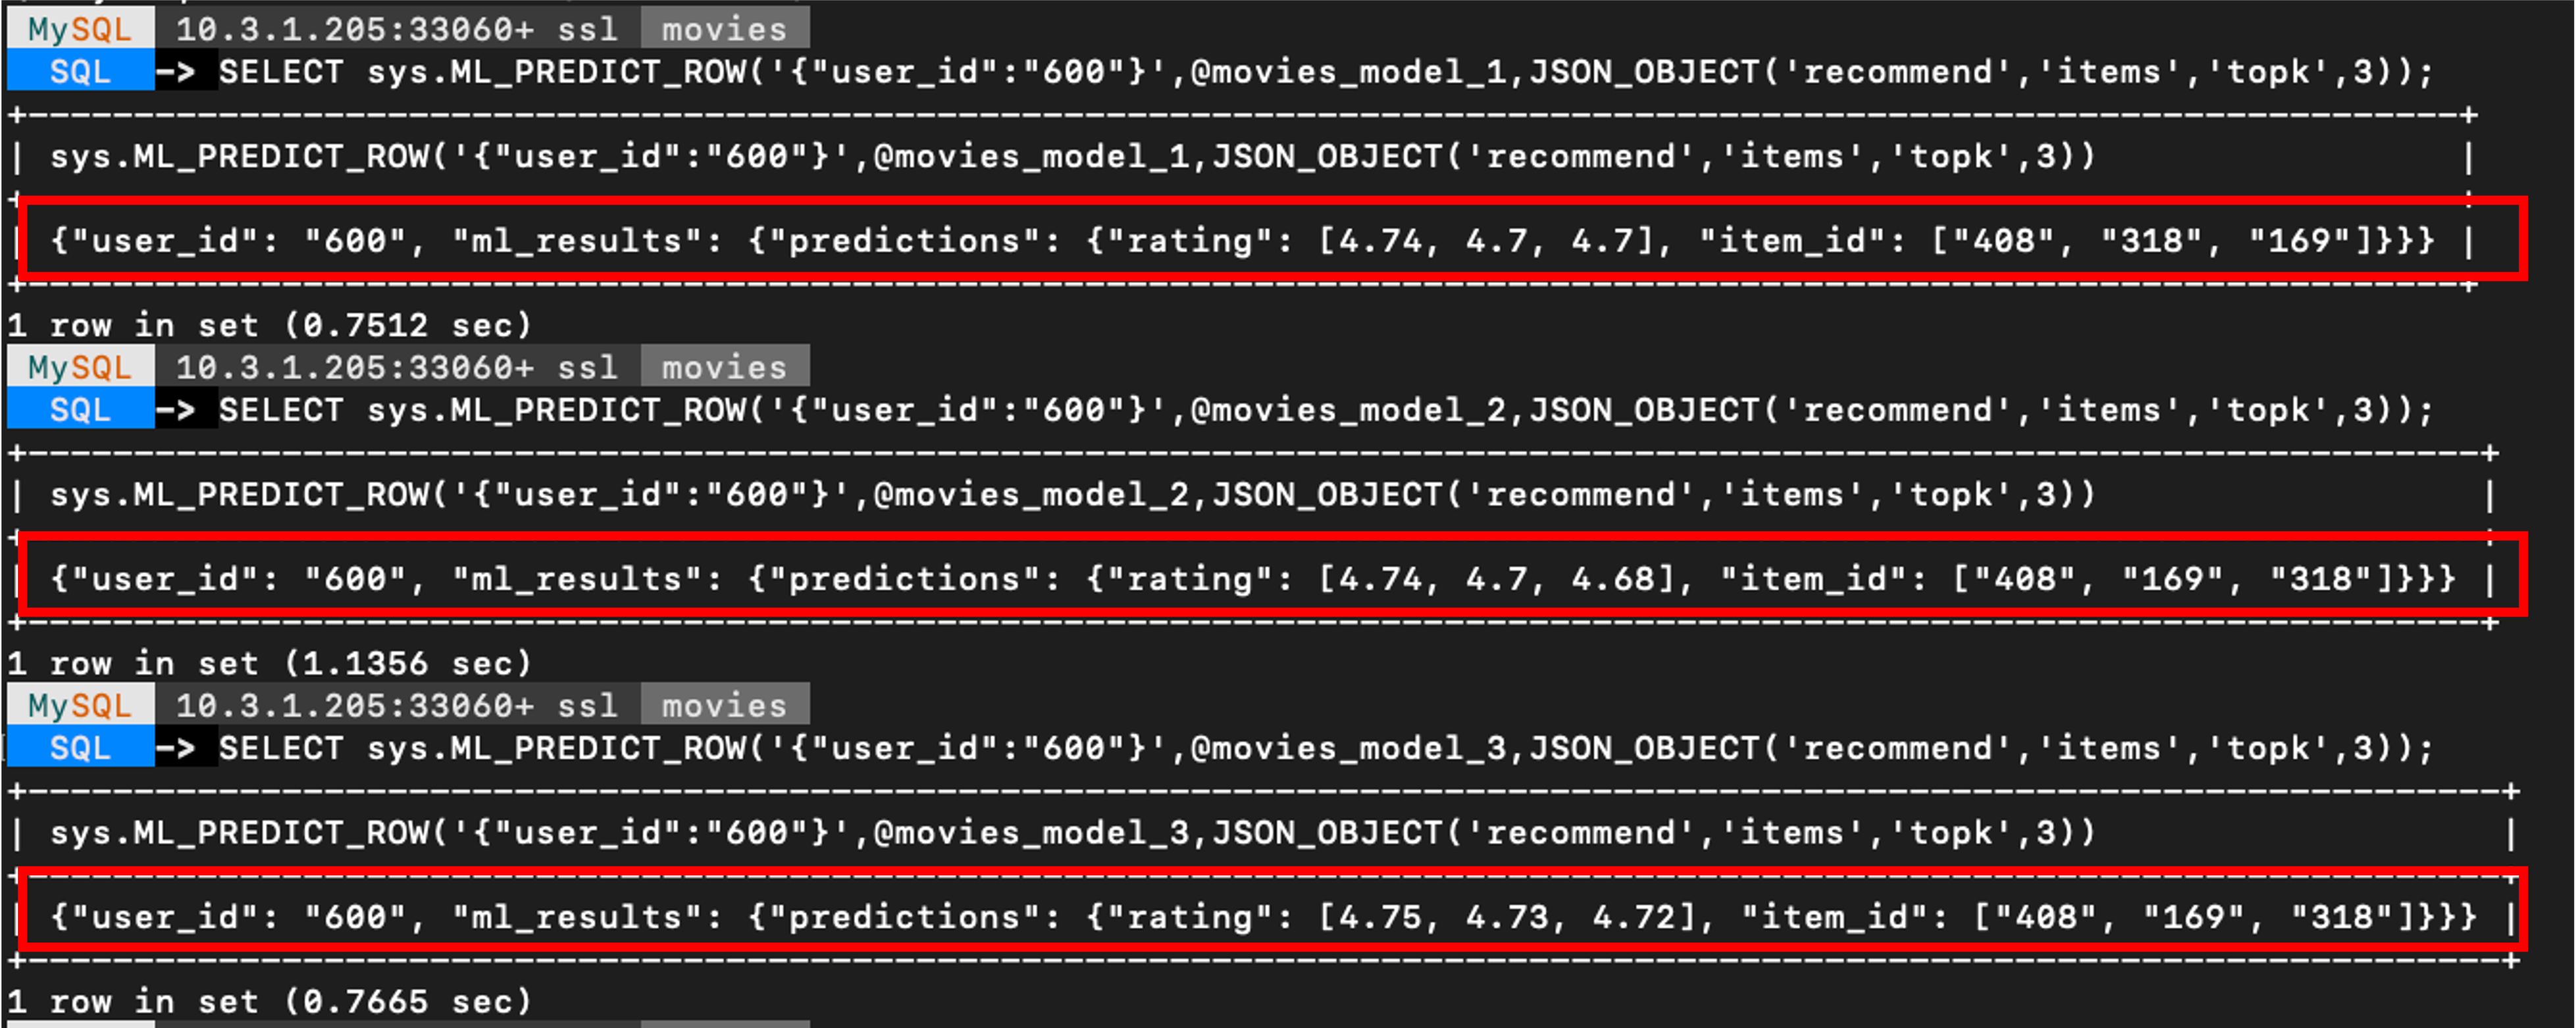 MySQL 10.3.1.205:33060+ ssl movies
SQL -> SELECT sys.ML_PREDICT_ROW('{"user_id":"600"}',@movies_model_1,JSON_OBJECT('recommend','items','topk',3));
| sys.ML_PREDICT_ROW('{"user_id":"600"}',@movies_model_1,JSON_OBJECT('recommend','items','topk',3)) |
| {"user_id": "600", "ml_results": {"predictions": {"rating": [4.74, 4.7, 4.7], "item_id": ["408", "318", "169"]}}} |
1 row in set (0.7512 sec)
MySQL 10.3.1.205:33060+ ssl movies
SQL -> SELECT sys.ML_PREDICT_ROW('{"user_id":"600"}',@movies_model_2,JSON_OBJECT('recommend','items','topk',3));
| sys.ML_PREDICT_ROW('{"user_id":"600"}',@movies_model_2,JSON_OBJECT('recommend','items','topk',3)) |
| {"user_id": "600", "ml_results": {"predictions": {"rating": [4.74, 4.7, 4.68], "item_id": ["408", "169", "318"]}}} |
1 row in set (1.1356 sec)
MySQL 10.3.1.205:33060+ ssl movies
SQL -> SELECT sys.ML_PREDICT_ROW('{"user_id":"600"}',@movies_model_3,JSON_OBJECT('recommend','items','topk',3));
| sys.ML_PREDICT_ROW('{"user_id":"600"}',@movies_model_3,JSON_OBJECT('recommend','items','topk',3)) |
| {"user_id": "600", "ml_results": {"predictions": {"rating": [4.75, 4.73, 4.72], "item_id": ["408", "169", "318"]}}} |
1 row in set (0.7665 sec)